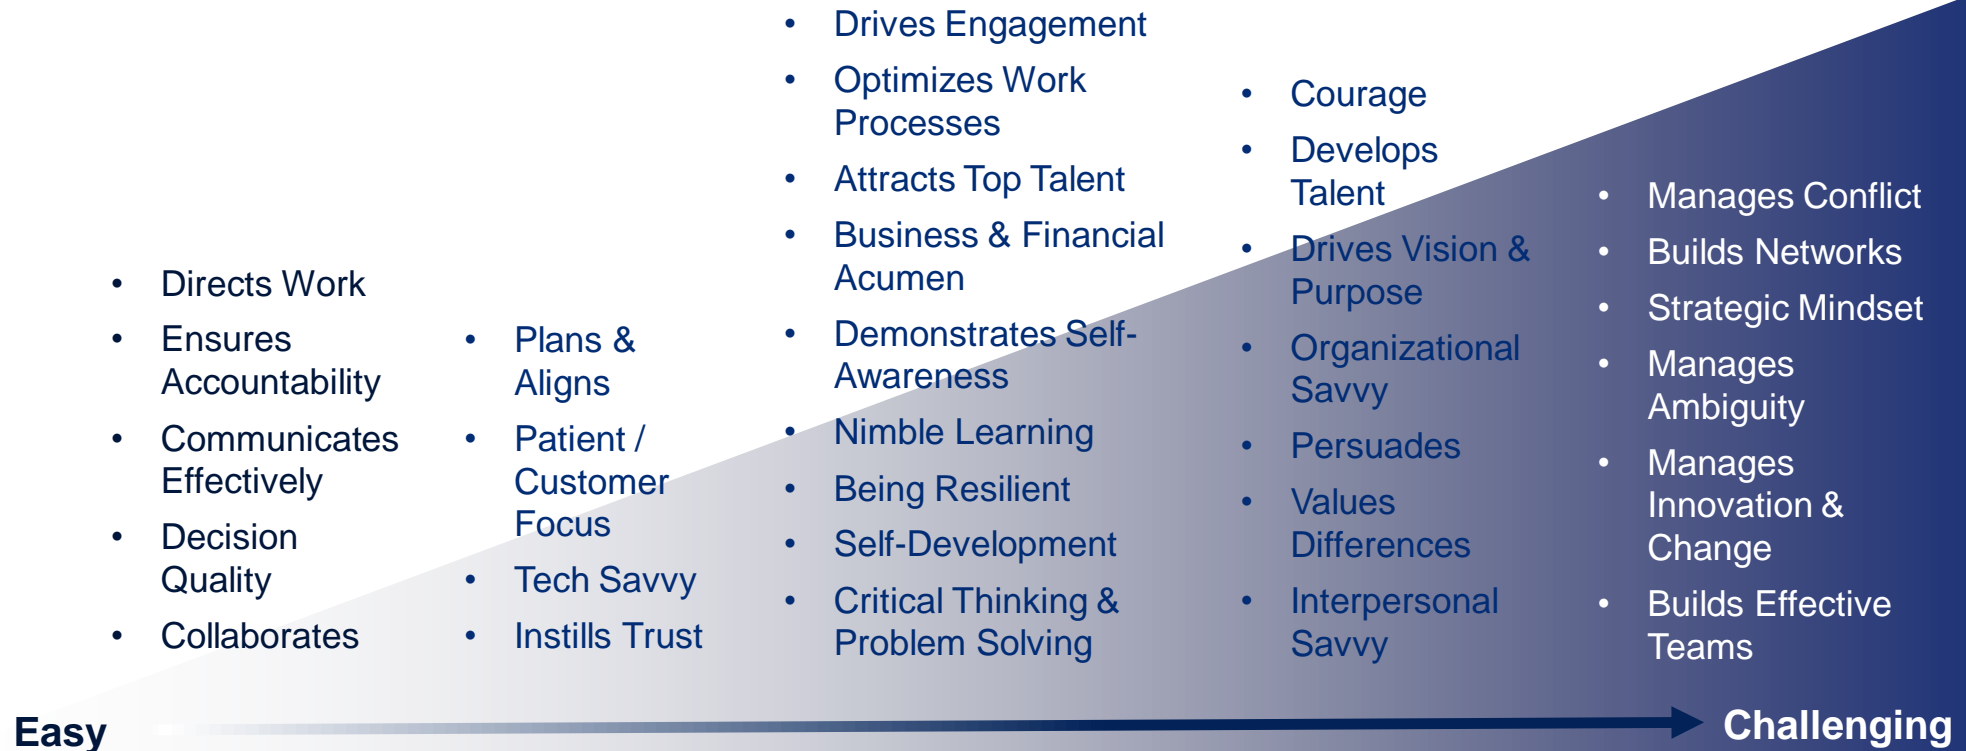 • Directs Work
• Ensures
Accountability
• Communicates
Effectively
• Decision
Quality
• Collaborates
• Plans &
Aligns
• Patient /
Customer
Focus
• Tech Savvy
• Instills Trust
• Drives Engagement
• Optimizes Work
Processes
• Attracts Top Talent
• Business & Financial
Acumen
• Demonstrates Self-
Awareness
• Nimble Learning
• Being Resilient
• Self-Development
• Critical Thinking &
Problem Solving
• Courage
• Develops
Talent
• Drives Vision &
Purpose
• Organizational
Savvy
• Persuades
• Values
Differences
• Interpersonal
Savvy
• Manages Conflict
• Builds Networks
• Strategic Mindset
• Manages
Ambiguity
• Manages
Innovation &
Change
• Builds Effective
Teams
Easy
Challenging